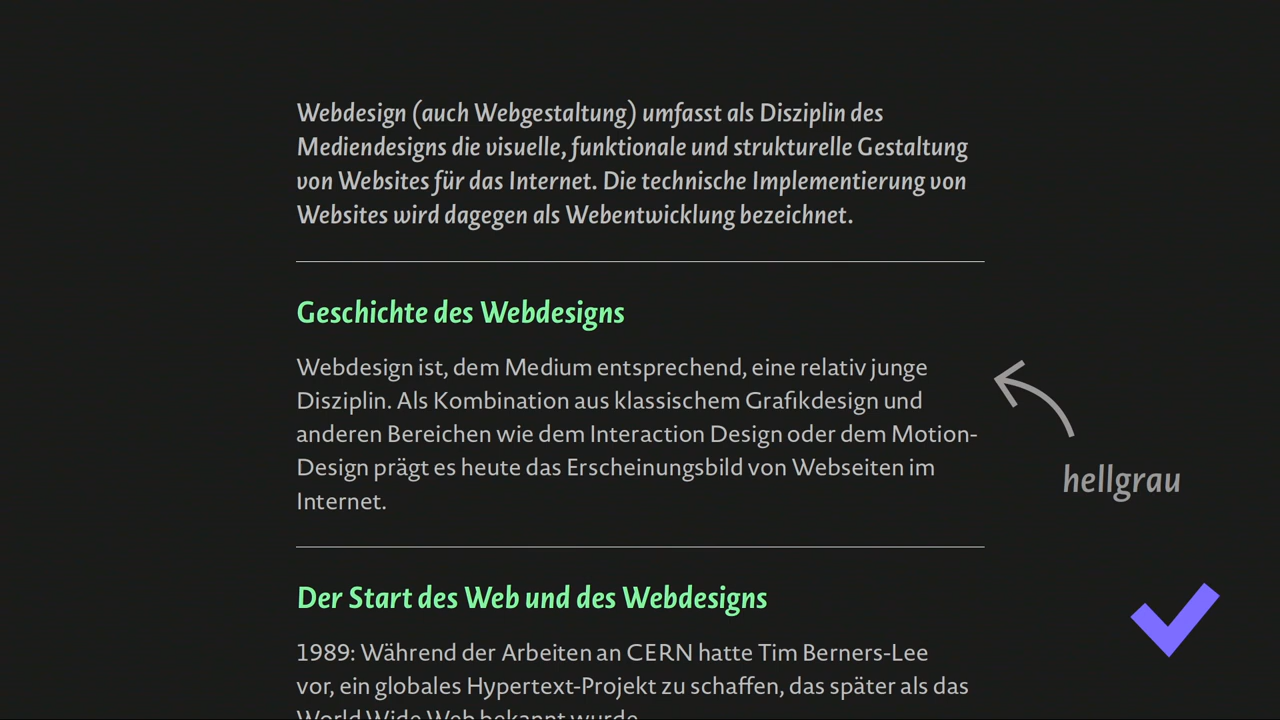 Webdesign (auch Webgestaltung) umfasst als Disziplin des
Mediendesigns die visuelle, funktionale und strukturelle Gestaltung
von Websites für das Internet. Die technische Implementierung von
Websites wird dagegen als Webentwicklung bezeichnet.
Geschichte des Webdesigns
Webdesign ist, dem Medium entsprechend, eine relativ junge
Disziplin. Als Kombination aus klassischem Grafikdesign und
anderen Bereichen wie dem Interaction Design oder dem Motion-
Design prägt es heute das Erscheinungsbild von Webseiten im
Internet.
hellgrau
Der Start des Web und des Webdesigns
1989: Während der Arbeiten an CERN hatte Tim Berners-Lee
vor, ein globales Hypertext-Projekt zu schaffen, das später als das
World Wide Web bekannt wurde.